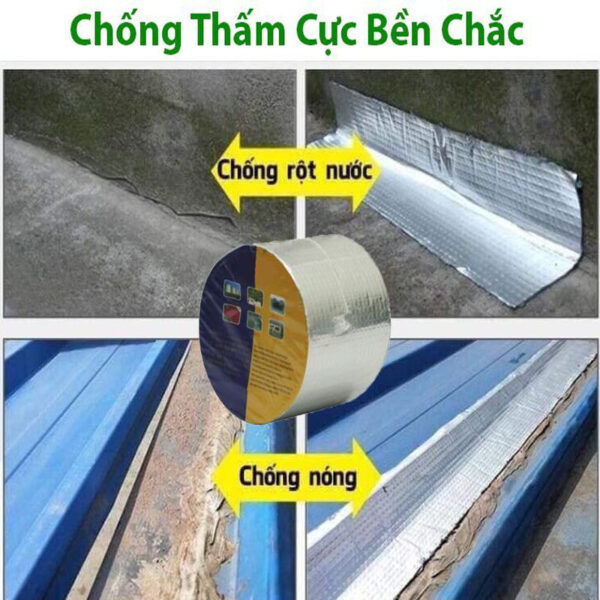 Chống Thấm Cực Bền Chắc
Chống rột nước
Chống nóng